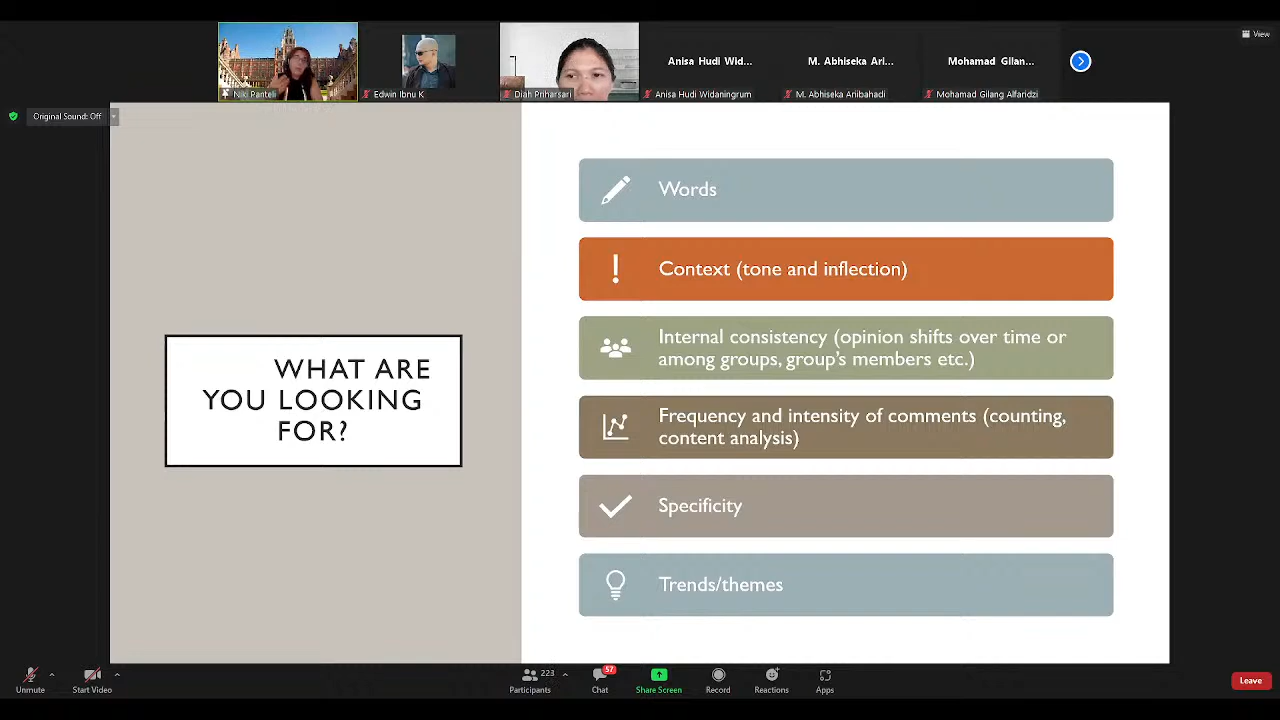 View
Anisa Hudi Wid...
M. Abhiseka Ari...
Mohamad Gilan...
Niki Panteli
Edwin Ibnu K
Diah Priharsari
Anisa Hudi Widaningrum
M. Abhiseka Ariibahadi
Mohamad Gilang Alfaridzi
Original Sound: Off
WHAT ARE
YOU LOOKING
FOR?
Words
Context (tone and inflection)
Internal consistency (opinion shifts over time or
among groups, group's members etc.)
Frequency and intensity of comments (counting,
content analysis)
Specificity
Trends/themes
Unmute
Start Video
223
Participants
57
Chat
Share Screen
Record
Reactions
Apps
Leave